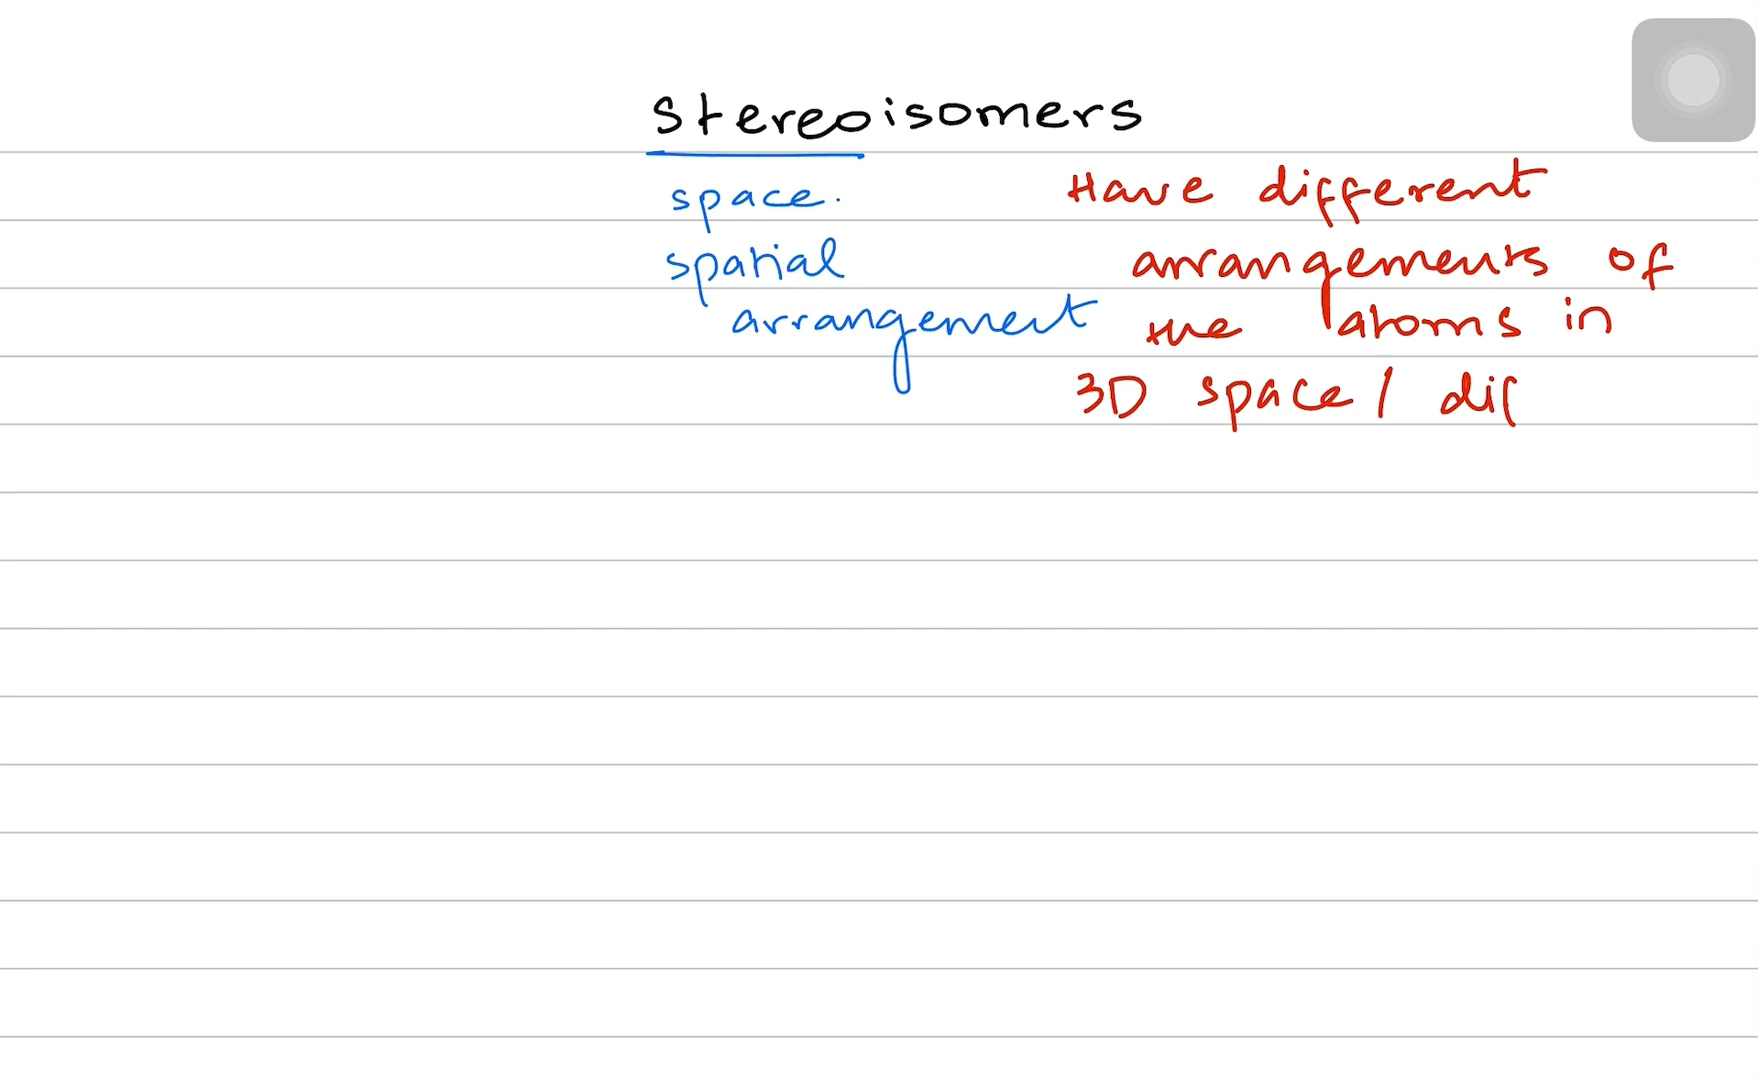 stereoisomers
space.
spatial
arrangement
Have different
arrangements of
the atoms in
3D space / dif